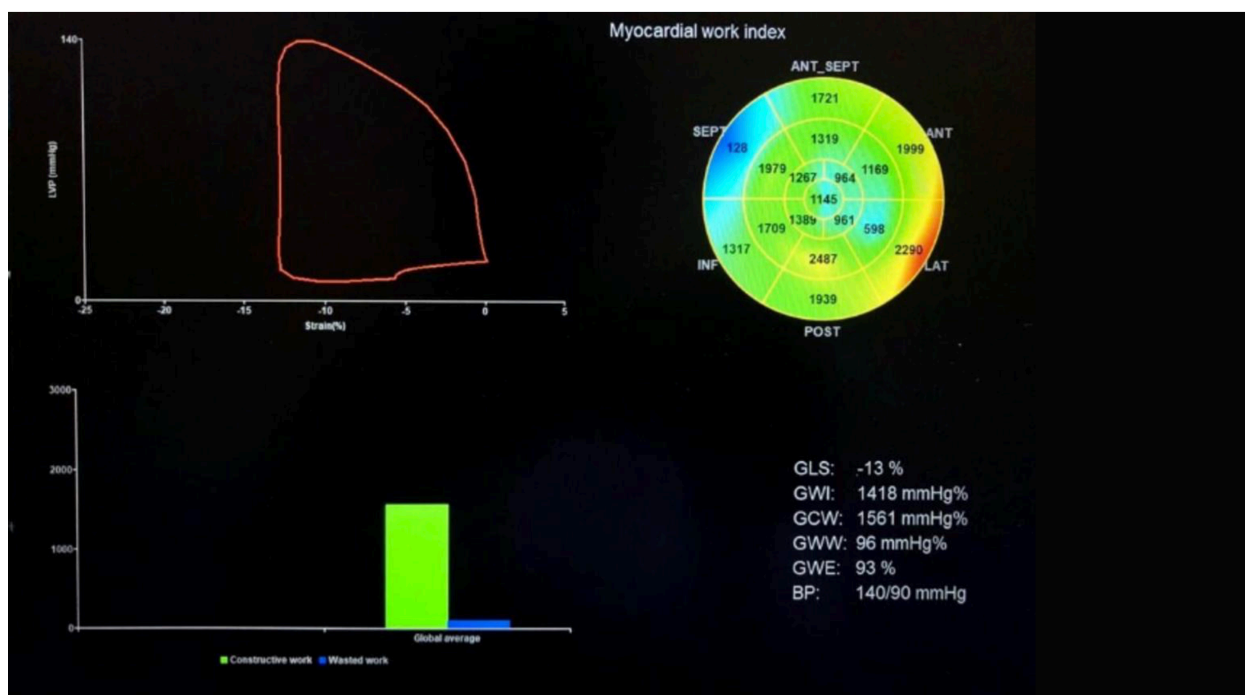 Myocardial work index
140
LVP (mmHg)
0
-25 -20 -15 -10 -5 0 5
Strain(%)
ANT_SEPT
SEPT
ANT
LAT
POST
INF
1721
128
1999
1319
1979
1169
1267
964
1145
1389
961
1709
598
1317
2290
2487
1939
3000
2000
1000
0
Global average
Constructive work Wasted work
GLS: -13 %
GWI: 1418 mmHg%
GCW: 1561 mmHg%
GWW: 96 mmHg%
GWE: 93 %
BP: 140/90 mmHg